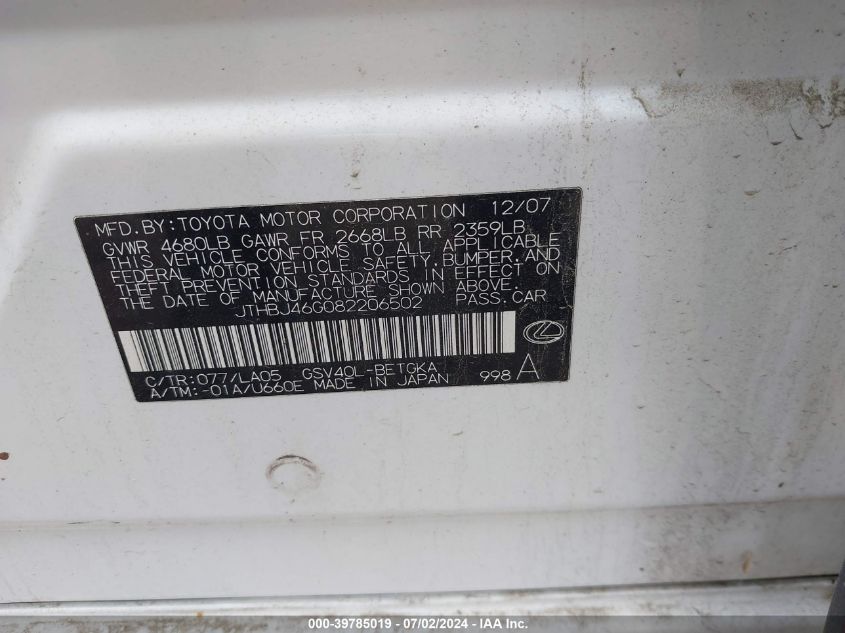 MFD.BY:TOYOTA MOTOR CORPORATION 12/07
GVWR 4680LB GAWR FR 2668LB RR 2359LB
THIS VEHICLE CONFORMS TO ALL APPLICABLE
FEDERAL MOTOR VEHICLE SAFETY,BUMPER,AND
THEFT PREVENTION STANDARDS IN EFFECT ON
THE DATE OF MANUFACTURE SHOWN ABOVE.
JTHBJ46G082206502 PASS.CAR
C/TR:077/LA05 GSV40L-BETGKA
A/TM:-01A/U660E MADE IN JAPAN 998 A
000-39785019 - 07/02/2024 - IAA Inc.